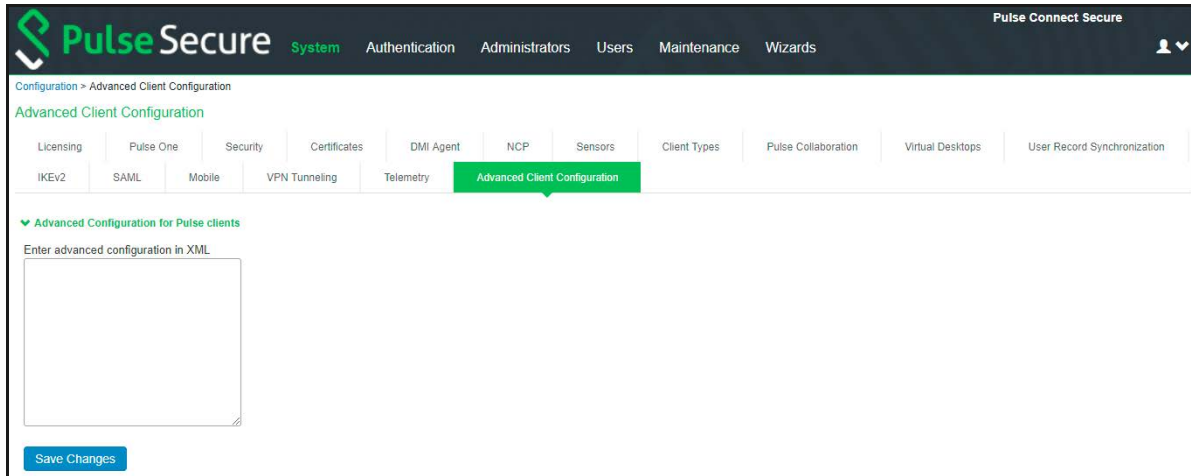 Pulse Connect Secure
Pulse Secure System Authentication Administrators Users Maintenance Wizards
Configuration > Advanced Client Configuration
Advanced Client Configuration
Licensing Pulse One Security Certificates DMI Agent NCP Sensors Client Types Pulse Collaboration Virtual Desktops User Record Synchronization
IKEv2 SAML Mobile VPN Tunneling Telemetry Advanced Client Configuration
Advanced Configuration for Pulse clients
Enter advanced configuration in XML
Save Changes